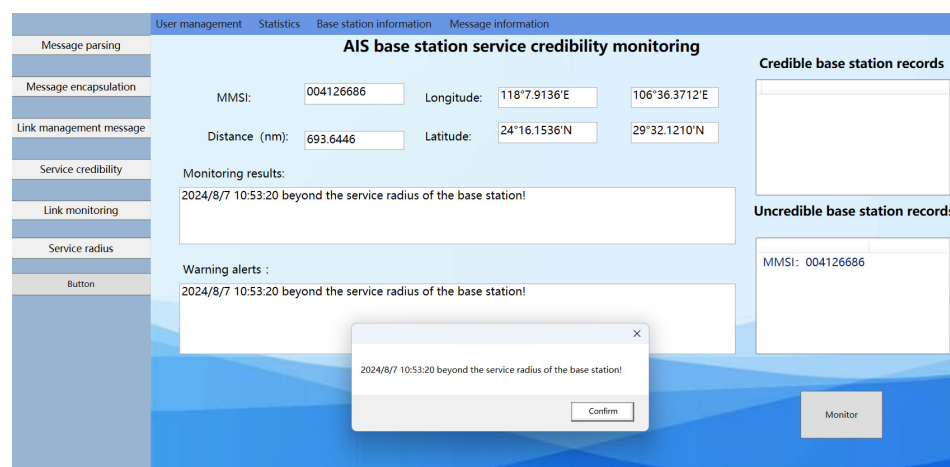 User management Statistics Base station information Message information
Message parsing
Message encapsulation
Link management message
Service credibility
Link monitoring
Service radius
Button
AIS base station service credibility monitoring
MMSI: 004126686 Longitude: 118°7.9136'E 106°36.3712'E
Distance (nm): 693.6446 Latitude: 24°16.1536'N 29°32.1210'N
Monitoring results:
2024/8/7 10:53:20 beyond the service radius of the base station!
Warning alerts :
2024/8/7 10:53:20 beyond the service radius of the base station!
Credible base station records
Uncredible base station records
MMSI: 004126686
2024/8/7 10:53:20 beyond the service radius of the base station!
Confirm
Monitor